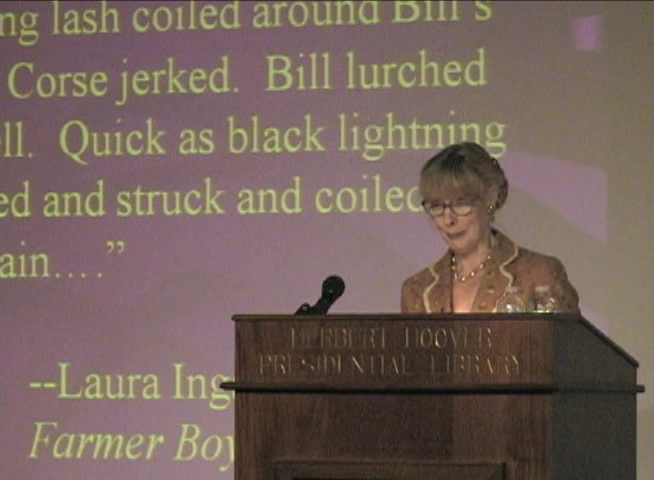 ng lash coiled around Bill's
Corse jerked. Bill lurched
ell. Quick as black lightning
ed and struck and coiled
ain...."
--Laura Ing
Farmer Boy
HERBERT HOOVER
PRESIDENTIAL LIBRARY